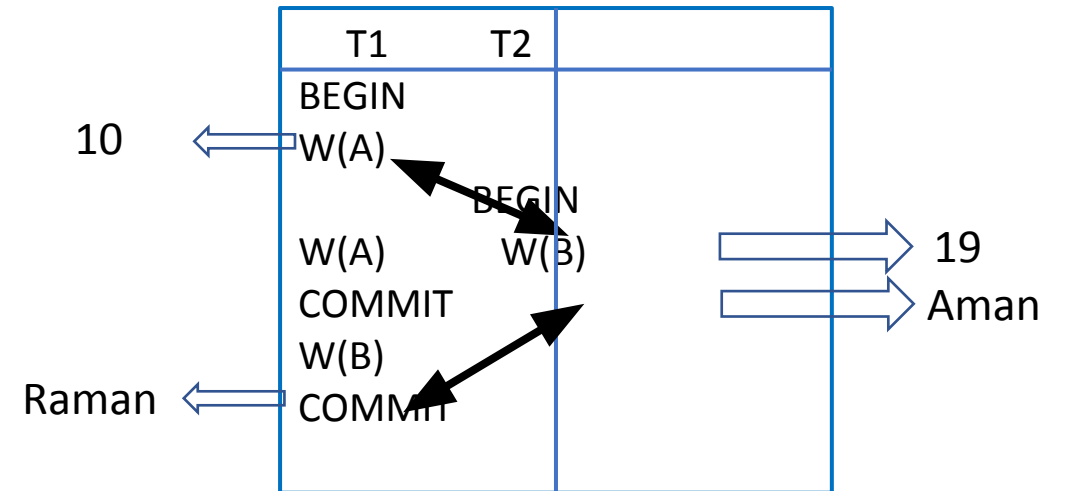 T1 T2
BEGIN
10 W(A)
BEGIN
W(A) W(B) 19
COMMIT Aman
W(B)
Raman COMMIT